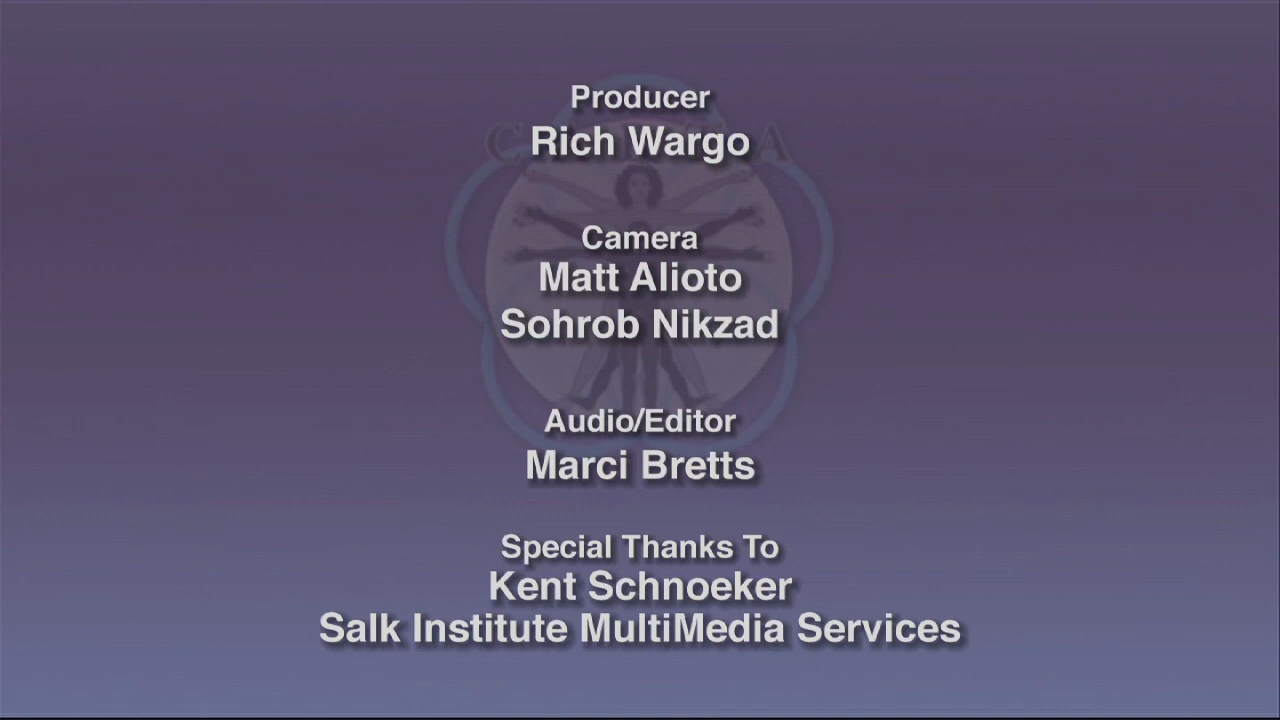 Producer
Rich Wargo
Camera
Matt Alioto
Sohrob Nikzad
Audio/Editor
Marci Bretts
Special Thanks To
Kent Schnoeker
Salk Institute MultiMedia Services